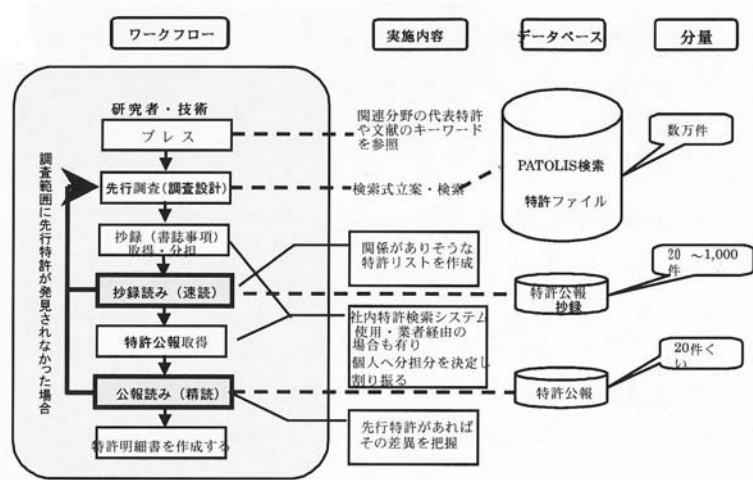 ワークフロー
実施内容
データベース
分量
研究者・技術
ブレス
先行調査(調査設計)
抄録(書誌事項)
取得・分担
抄録読み(速読)
特許公報取得
公報読み(精読)
特許明細書を作成する
調査範囲に先行特許が発見されなかった場合
関連分野の代表特許
や文献のキーワード
を参照
検索式立案・検索
関係がありそうな
特許リストを作成
社内特許検索システム
使用・業者経由の
場合も有り
個人へ分担分を決定し
割り振る
先行特許があれば
その差異を把握
PATOLIS検索
特許ファイル
特許公報
抄録
特許公報
数万件
20 ~1,000
件
20件くい